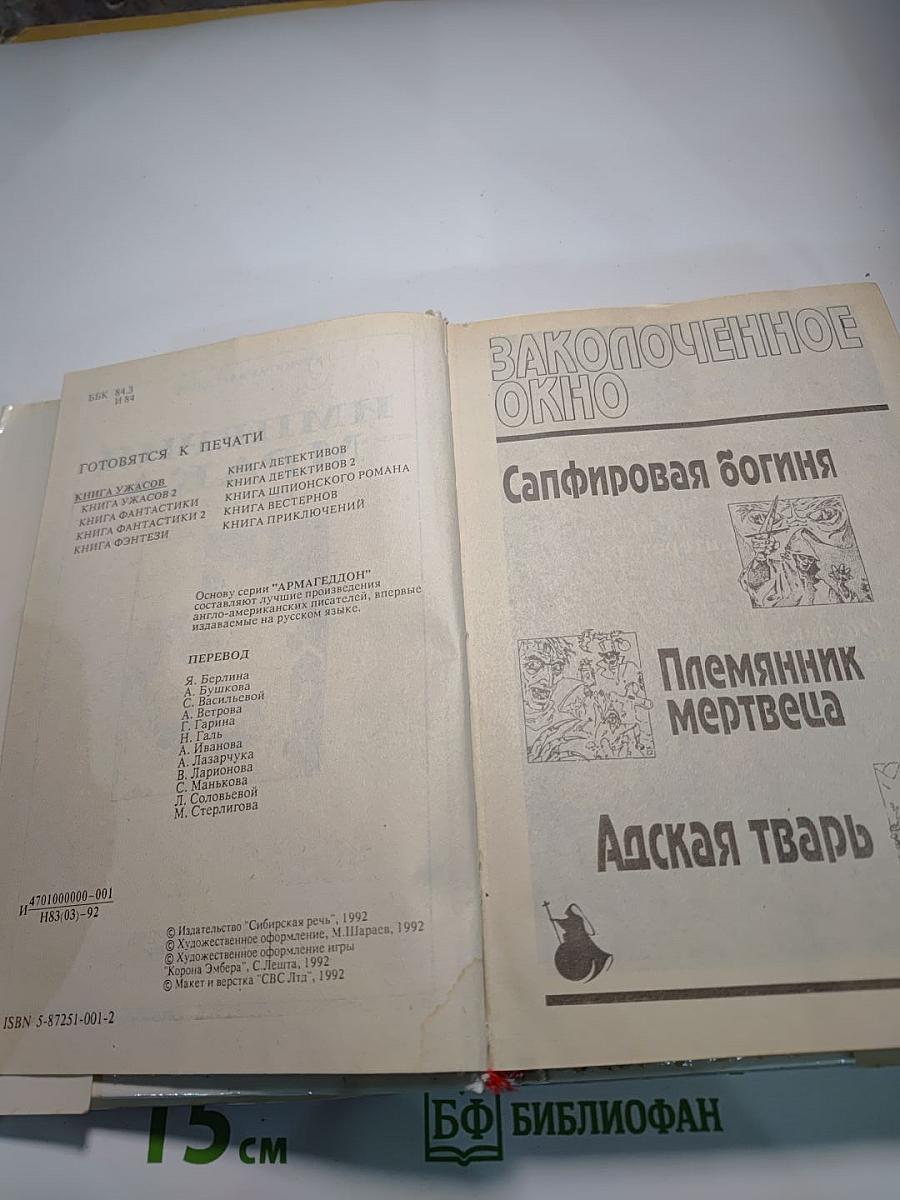 ББК 84.3
И 84
ГОТОВЯТСЯ К ПЕЧАТИ
КНИГА УЖАСОВ
КНИГА УЖАСОВ 2
КНИГА ФАНТАСТИКИ
КНИГА ФАНТАСТИКИ 2
КНИГА ФЭНТЕЗИ
КНИГА ДЕТЕКТИВОВ
КНИГА ДЕТЕКТИВОВ 2
КНИГА ШПИОНСКОГО РОМАНА
КНИГА ВЕСТЕРНОВ
КНИГА ПРИКЛЮЧЕНИЙ
Основу серии "АРМАГЕДДОН"
составляют лучшие произведения
англо-американских писателей, впервые
издаваемые на русском языке.
ПЕРЕВОД
Я. Берлина
А. Бушкова
С. Васильевой
А. Ветрова
Г. Гарина
Н. Галь
А. Иванова
А. Лазарчука
В. Ларионова
С. Манькова
Л. Соловьевой
М. Стерлигова
И 4701000000-001
Н83(03)-92
© Издательство "Сибирская речь", 1992
© Художественное оформление, М.Шараев, 1992
© Художественное оформление игры
"Корона Эмбера", С.Лешта, 1992
© Макет и верстка "СВС Лтд", 1992
ISBN 5-87251-001-2
ЗАКОЛОЧЕННОЕ
ОКНО
Сапфировая богиня
Племянник
мертвеца
Адская тварь
15 см
БФ БИБЛИОФАН